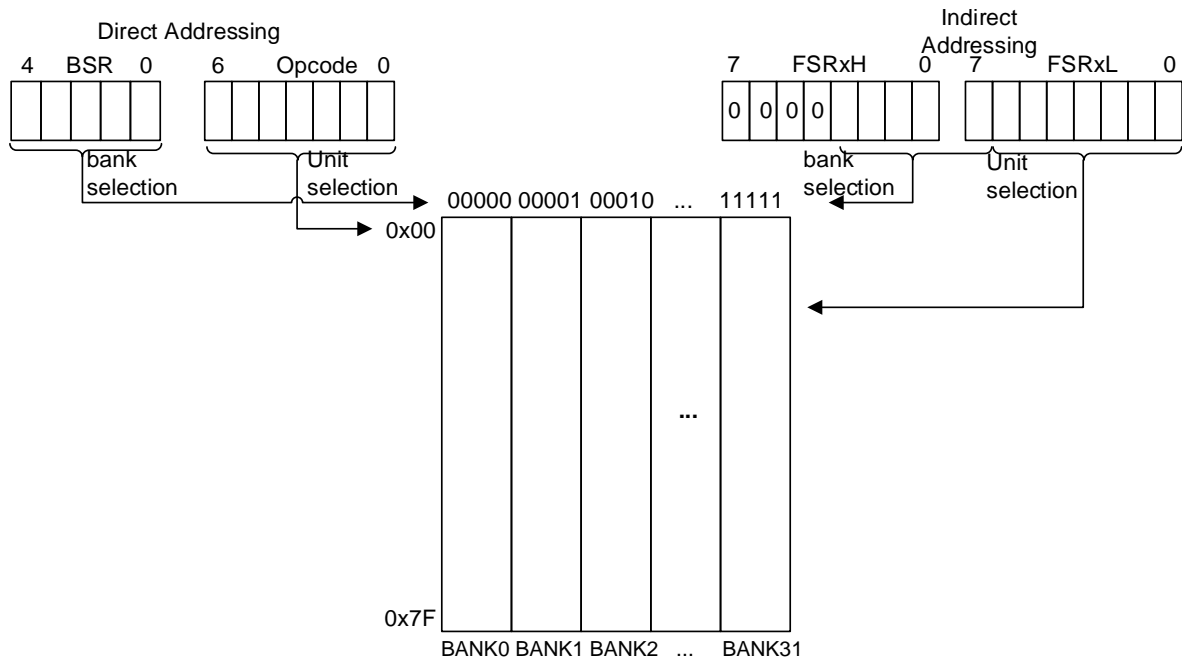 Direct Addressing
4 BSR 0
6 Opcode 0
bank
selection
Unit
selection
Indirect
Addressing
7 FSRxH 0
7 FSRxL 0
0 0 0 0
bank
selection
Unit
selection
00000 00001 00010 ... 11111
0x00
...
0x7F
BANK0 BANK1 BANK2 ... BANK31